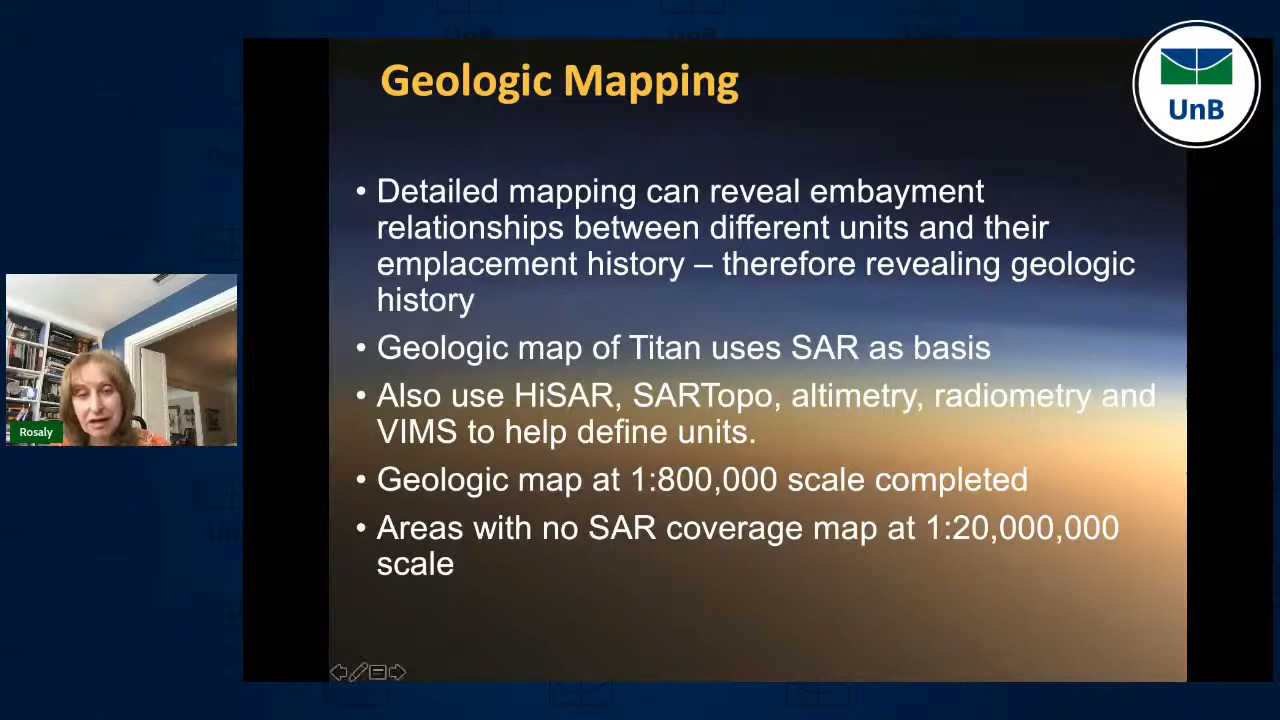 Geologic Mapping
UnB
• Detailed mapping can reveal embayment
relationships between different units and their
emplacement history – therefore revealing geologic
history
• Geologic map of Titan uses SAR as basis
• Also use HiSAR, SARTopo, altimetry, radiometry and
VIMS to help define units.
• Geologic map at 1:800,000 scale completed
• Areas with no SAR coverage map at 1:20,000,000
scale
Rosaly